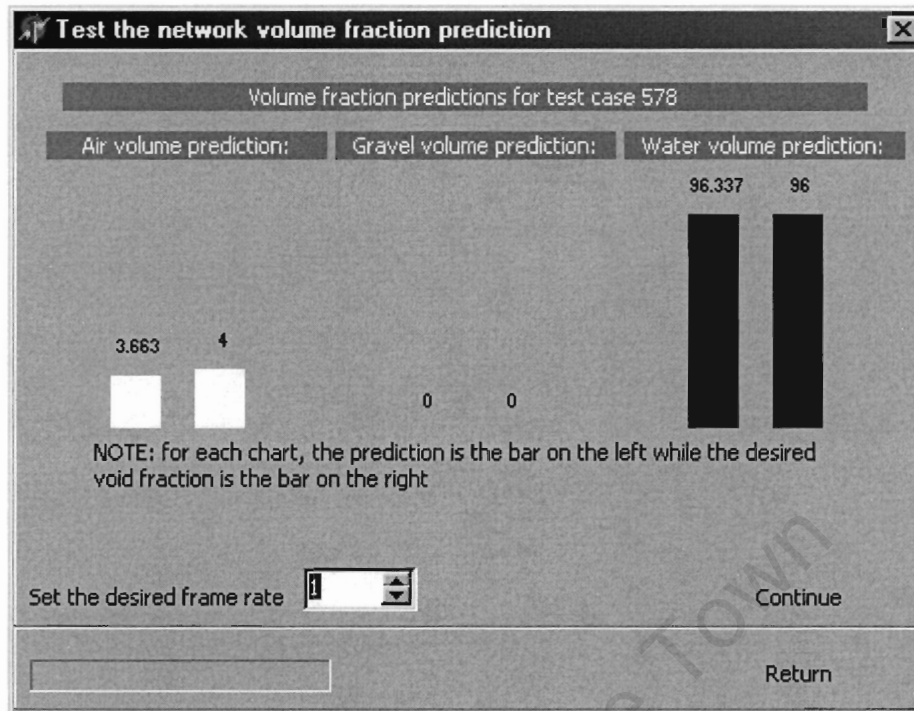 Test the network volume fraction prediction
Volume fraction predictions for test case 578
Air volume prediction: Gravel volume prediction: Water volume prediction:
96.337 96
3.663 4
0 0
NOTE: for each chart, the prediction is the bar on the left while the desired
void fraction is the bar on the right
Set the desired frame rate 1 Continue
Return
Town